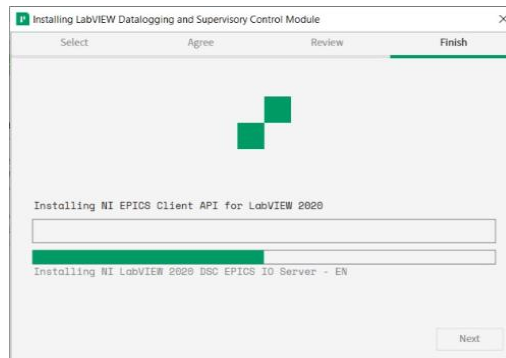 Installing LabVIEW Datalogging and Supervisory Control Module
Select Agree Review Finish
Installing NI EPICS Client API for LabVIEW 2020
Installing NI LabVIEW 2020 DSC EPICS IO Server - EN
Next